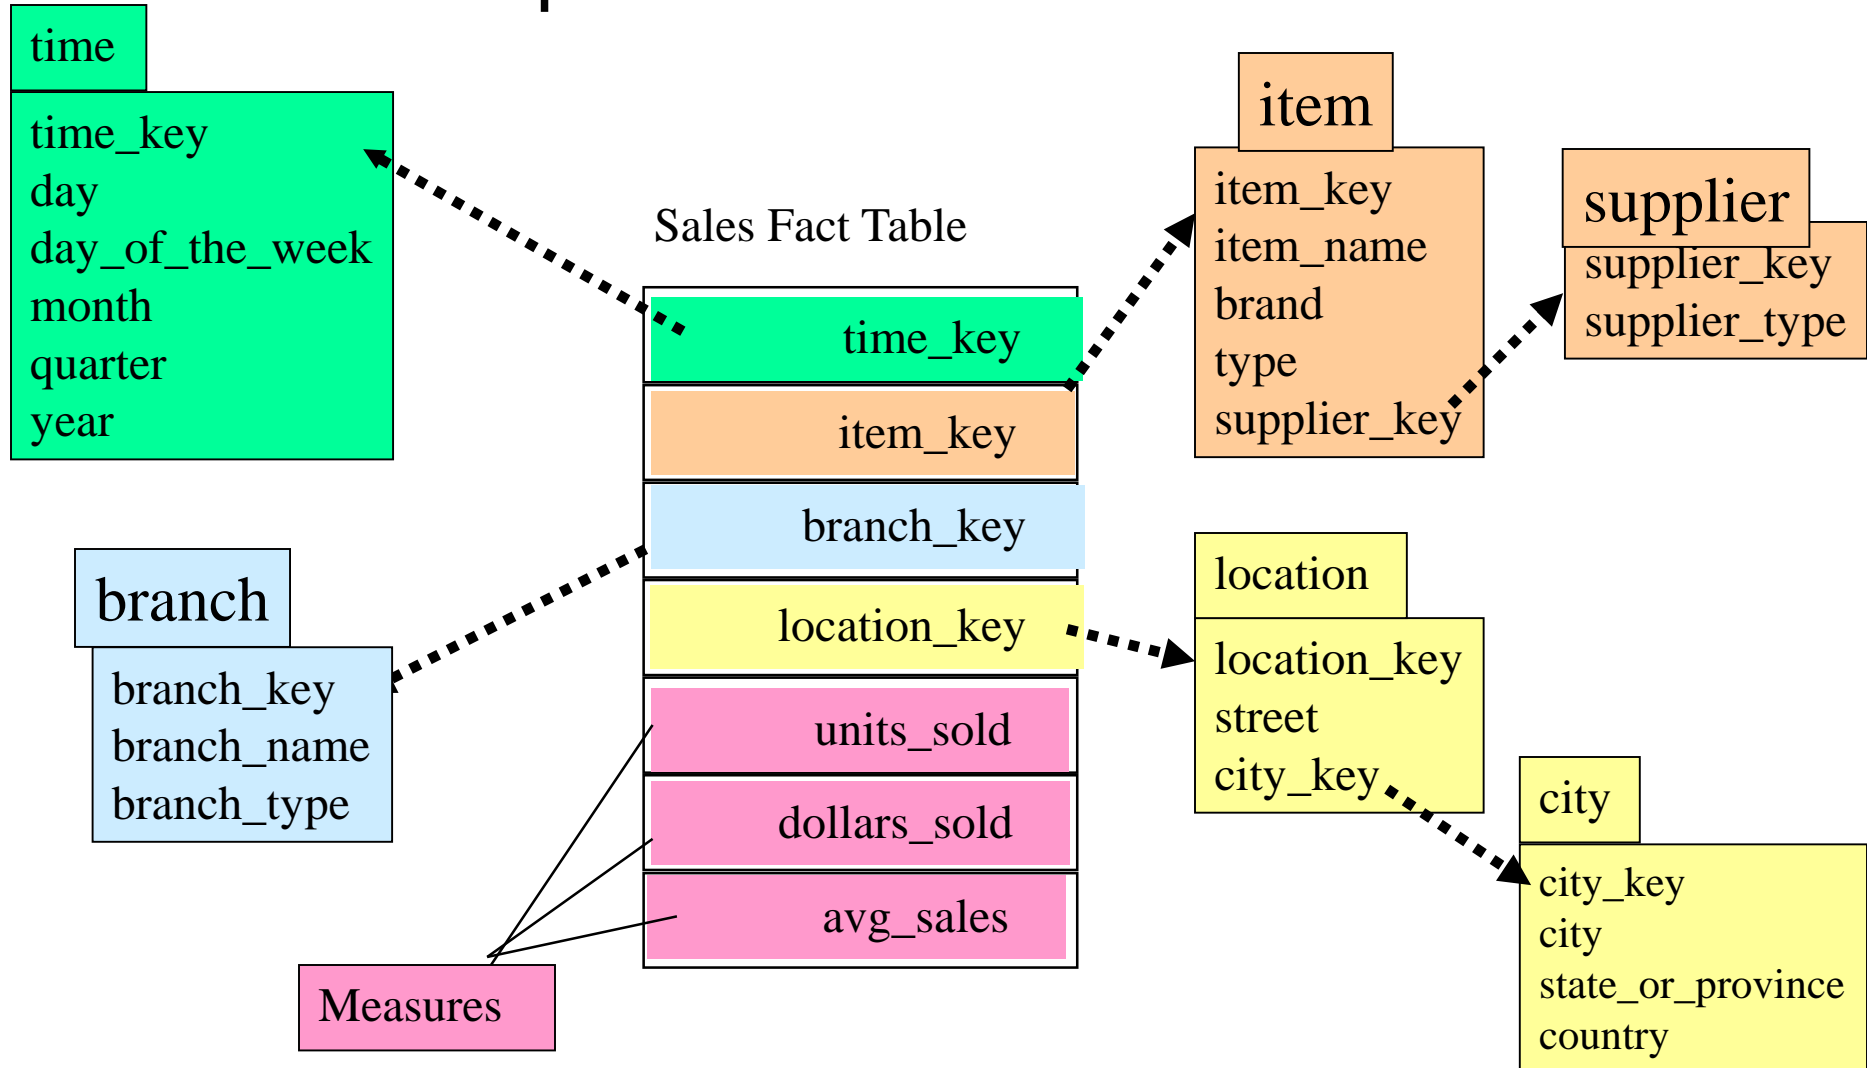 time
time_key
day
day_of_the_week
month
quarter
year
branch
branch_key
branch_name
branch_type
Sales Fact Table
time_key
item_key
branch_key
location_key
units_sold
dollars_sold
avg_sales
Measures
item
item_key
item_name
brand
type
supplier_key
supplier
supplier_key
supplier_type
location
location_key
street
city_key
city
city_key
city
state_or_province
country